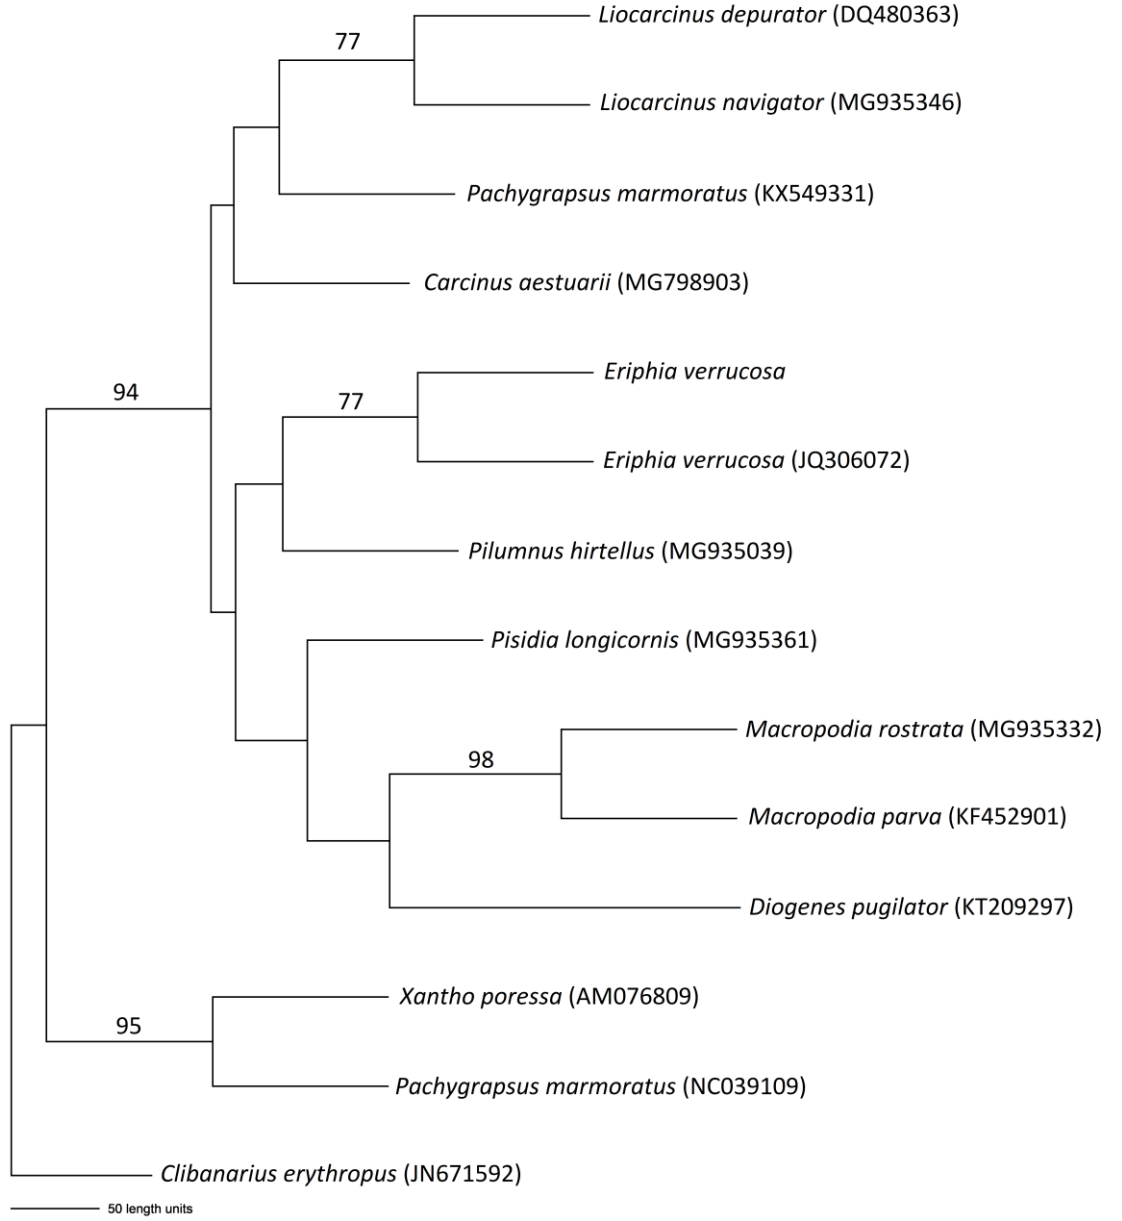 Liocarcinus depurator (DQ480363)
77
Liocarcinus navigator (MG935346)
Pachygrapsus marmoratus (KX549331)
Carcinus aestuarii (MG798903)
Eriphia verrucosa
94
77
Eriphia verrucosa (JQ306072)
Pilumnus hirtellus (MG935039)
Pisidia longicornis (MG935361)
Macropodia rostrata (MG935332)
98
Macropodia parva (KF452901)
Diogenes pugilator (KT209297)
Xantho poressa (AM076809)
95
Pachygrapsus marmoratus (NC039109)
Clibanarius erythropus (JN671592)
50 length units